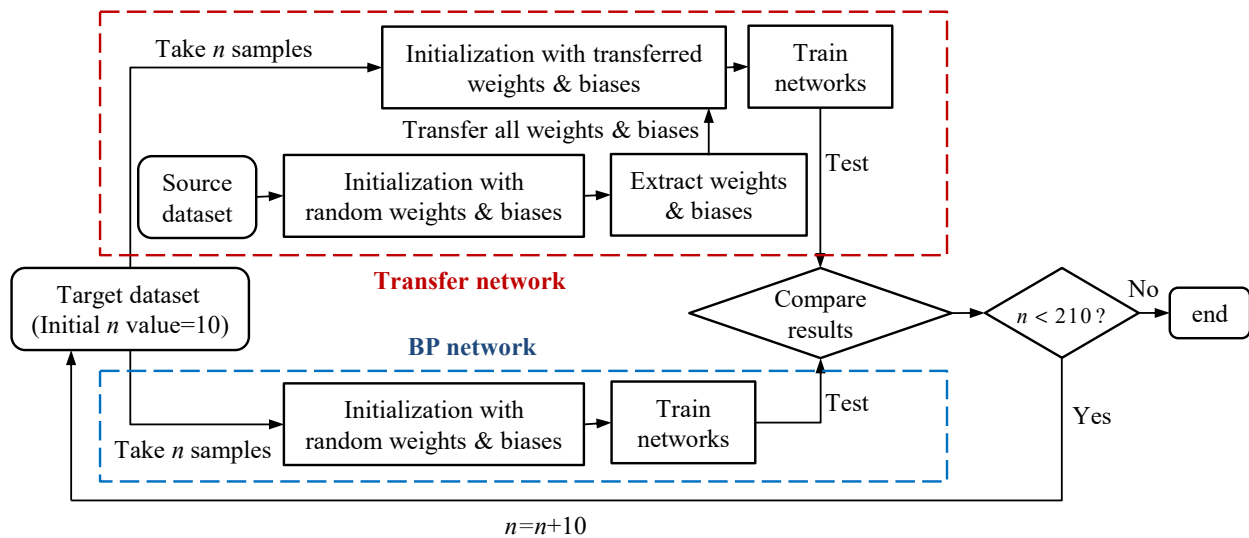 Take n samples
Initialization with transferred
weights & biases
Train
networks
Transfer all weights & biases
Source
dataset
Initialization with
random weights & biases
Extract weights
& biases
Test
Transfer network
Target dataset
(Initial n value=10)
Compare
results
n < 210 ?
No
end
BP network
Take n samples
Initialization with
random weights & biases
Train
networks
Test
Yes
n=n+10